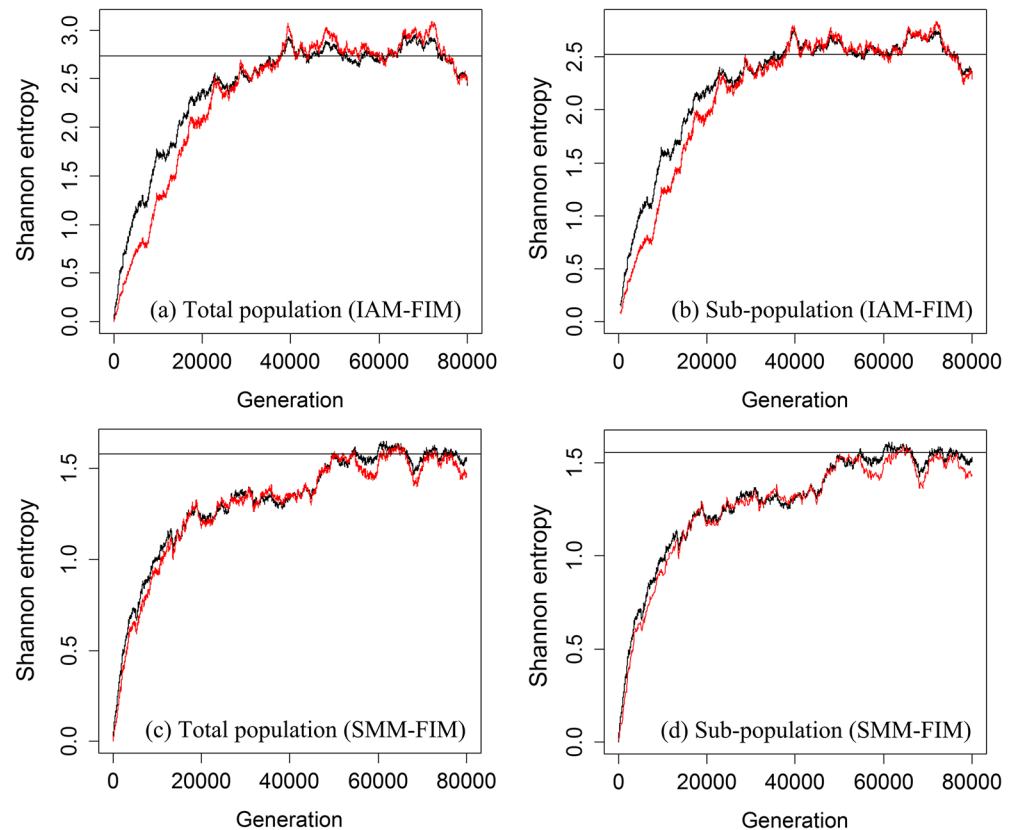 Shannon entropy
3.0
2.5
2.0
1.5
1.0
0.5
0.0
(a) Total population (IAM-FIM)
0 20000 40000 60000 80000
Generation
Shannon entropy
2.5
2.0
1.5
1.0
0.5
0.0
(b) Sub-population (IAM-FIM)
0 20000 40000 60000 80000
Generation
Shannon entropy
1.5
1.0
0.5
0.0
(c) Total population (SMM-FIM)
0 20000 40000 60000 80000
Generation
Shannon entropy
1.5
1.0
0.5
0.0
(d) Sub-population (SMM-FIM)
0 20000 40000 60000 80000
Generation